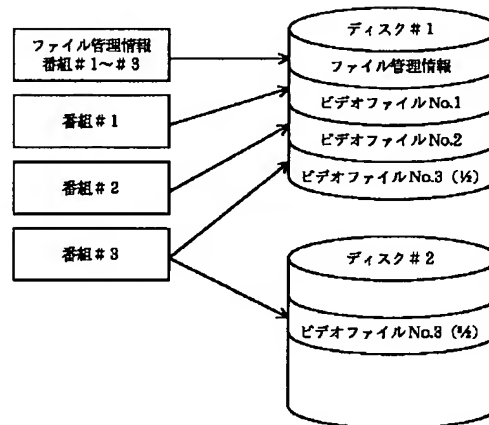 ファイル管理情報
番組＃1～＃3
番組＃1
番組＃2
番組＃3
ディスク＃1
ファイル管理情報
ビデオファイルNo.1
ビデオファイルNo.2
ビデオファイルNo.3（½）
ディスク＃2
ビデオファイルNo.3